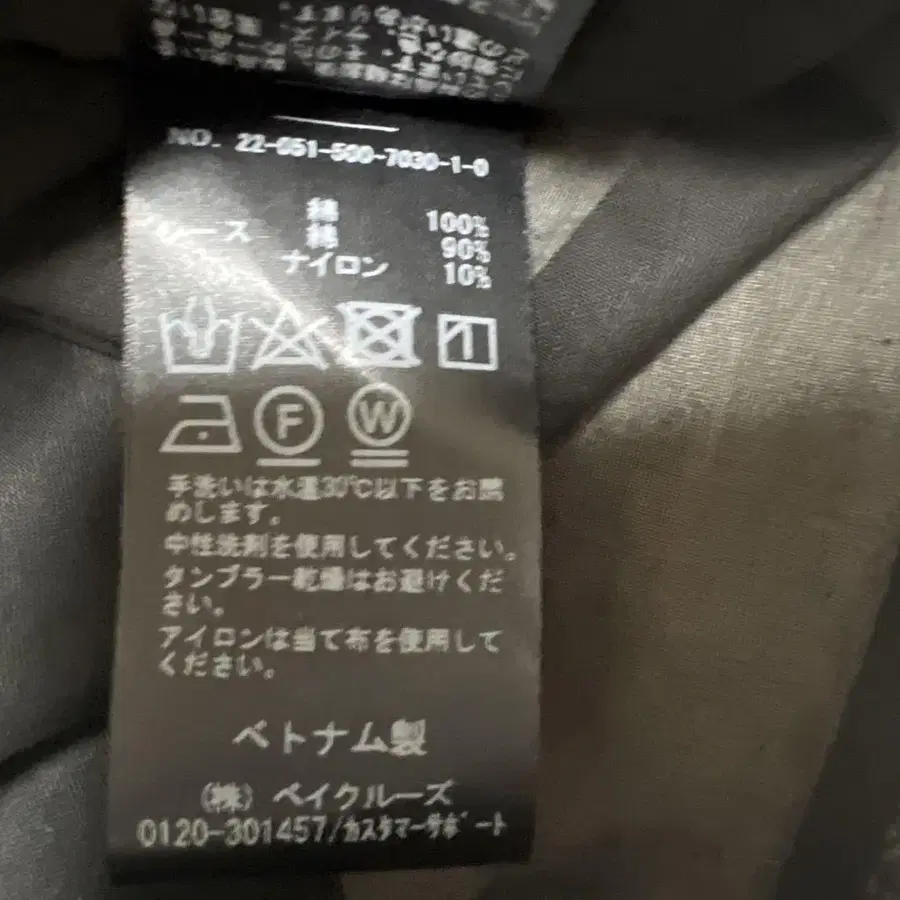 NO. 22-051-500-7030-1-0
綿 100%
レース 綿 90%
ナイロン 10%
F W
手洗いは水温30℃以下をお薦
めします。
中性洗剤を使用してください。
タンブラー乾燥はお避けくだ
さい。
アイロンは当て布を使用して
ください。
ベトナム製
(株) ベイクルーズ
0120-301457/カスタマーサポート